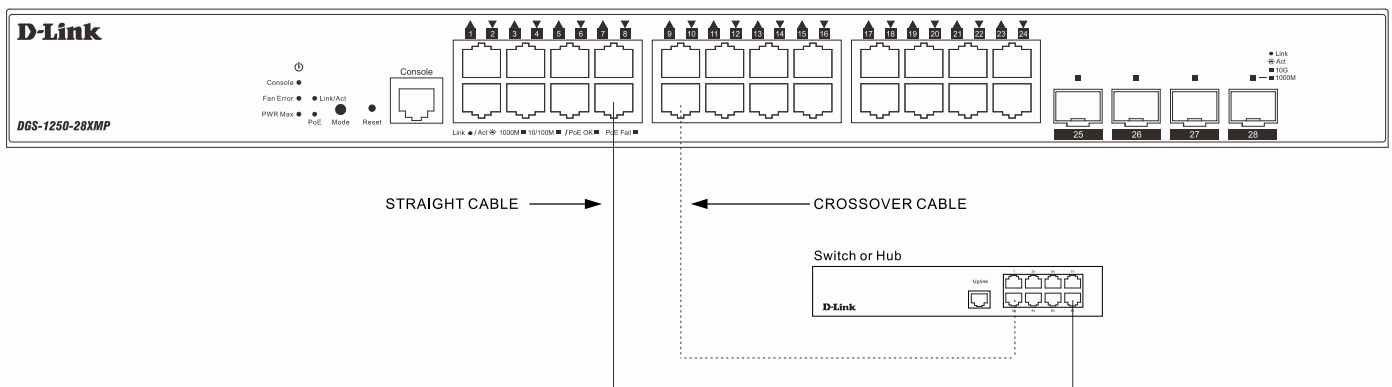 D-Link
DGS-1250-28XMP
Console
Fan Error
Link/Act
PWR Max
PoE
Mode
Reset
Console
1 2 3 4 5 6 7 8
9 10 11 12 13 14 15 16
17 18 19 20 21 22 23 24
Link / Act 1000M 10/100M / PoE OK PoE Fail
Link
Act
10G
1000M
25 26 27 28
STRAIGHT CABLE
CROSSOVER CABLE
Switch or Hub
Uplink
D-Link